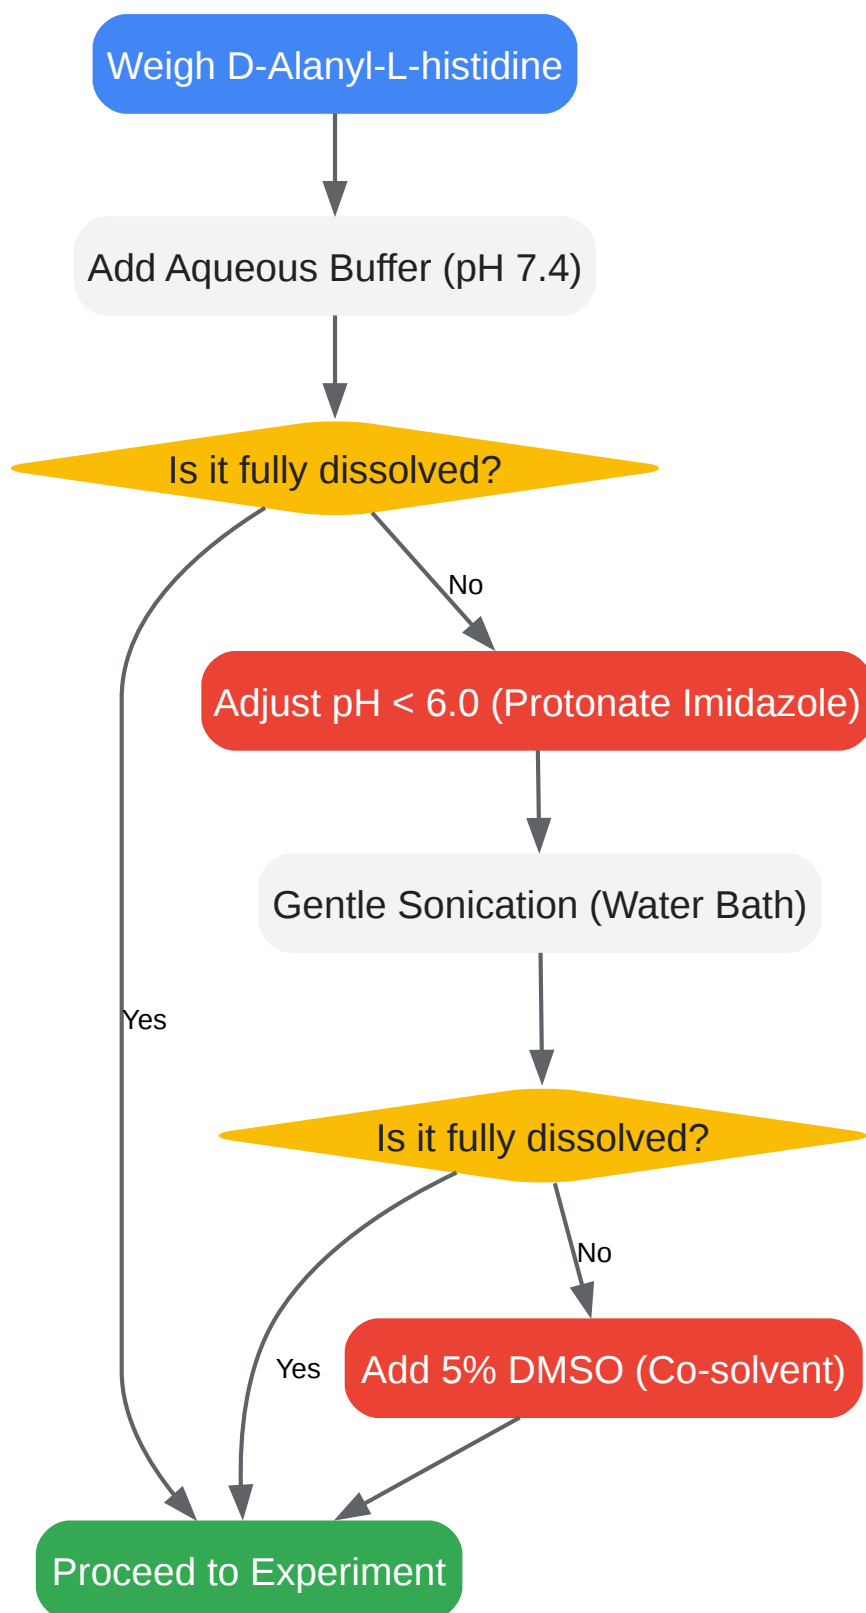 Weigh D-Alanyl-L-histidine
Add Aqueous Buffer (pH 7.4)
Is it fully dissolved?
No
Adjust pH < 6.0 (Protonate Imidazole)
Gentle Sonication (Water Bath)
Yes
Is it fully dissolved?
No
Yes
Add 5% DMSO (Co-solvent)
Proceed to Experiment